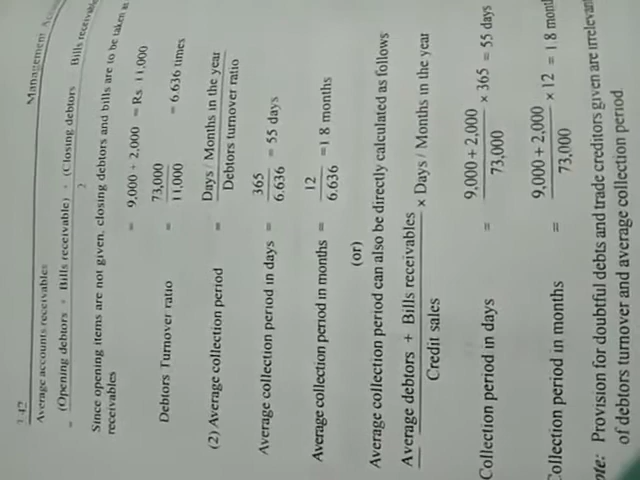 3.42 Management
Average accounts receivables
= (Opening debtors + Bills receivable) + (Closing debtors Bills receivable
2
Since opening items are not given, closing debtors and bills are to be taken as
receivables
= 9,000 + 2,000 = Rs 11,000
Debtors Turnover ratio = 73,000 / 11,000 = 6.636 times
(2) Average collection period = Days / Months in the year / Debtors turnover ratio
Average collection period in days = 365 / 6.636 = 55 days
Average collection period in months = 12 / 6.636 = 1.8 months
(or)
Average collection period can also be directly calculated as follows
Average debtors + Bills receivables / Credit sales × Days / Months in the year
Collection period in days = 9,000 + 2,000 / 73,000 × 365 = 55 days
Collection period in months = 9,000 + 2,000 / 73,000 × 12 = 1.8
Provision for doubtful debts and trade creditors given are
of debtors turnover and average collection period